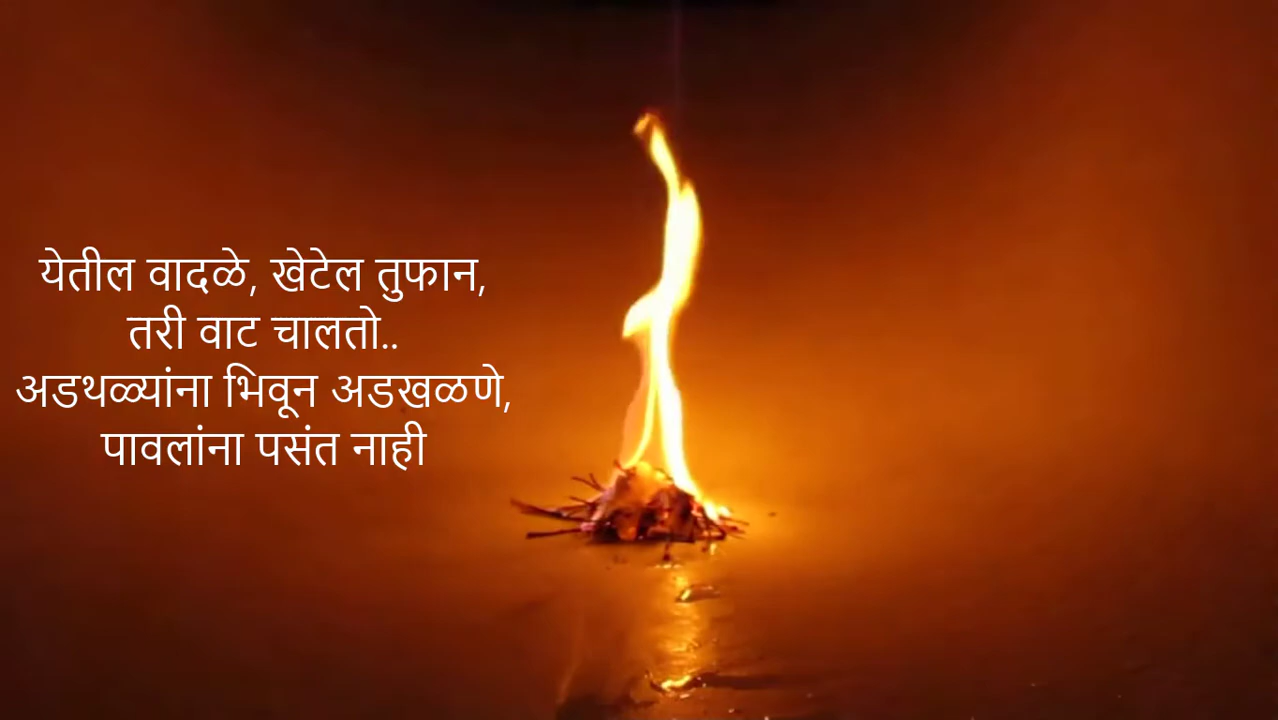 येतील वादळे, खेटेल तुफान,
तरी वाट चालतो..
अडथळ्यांना भिवून अडखळणे,
पावलांना पसंत नाही